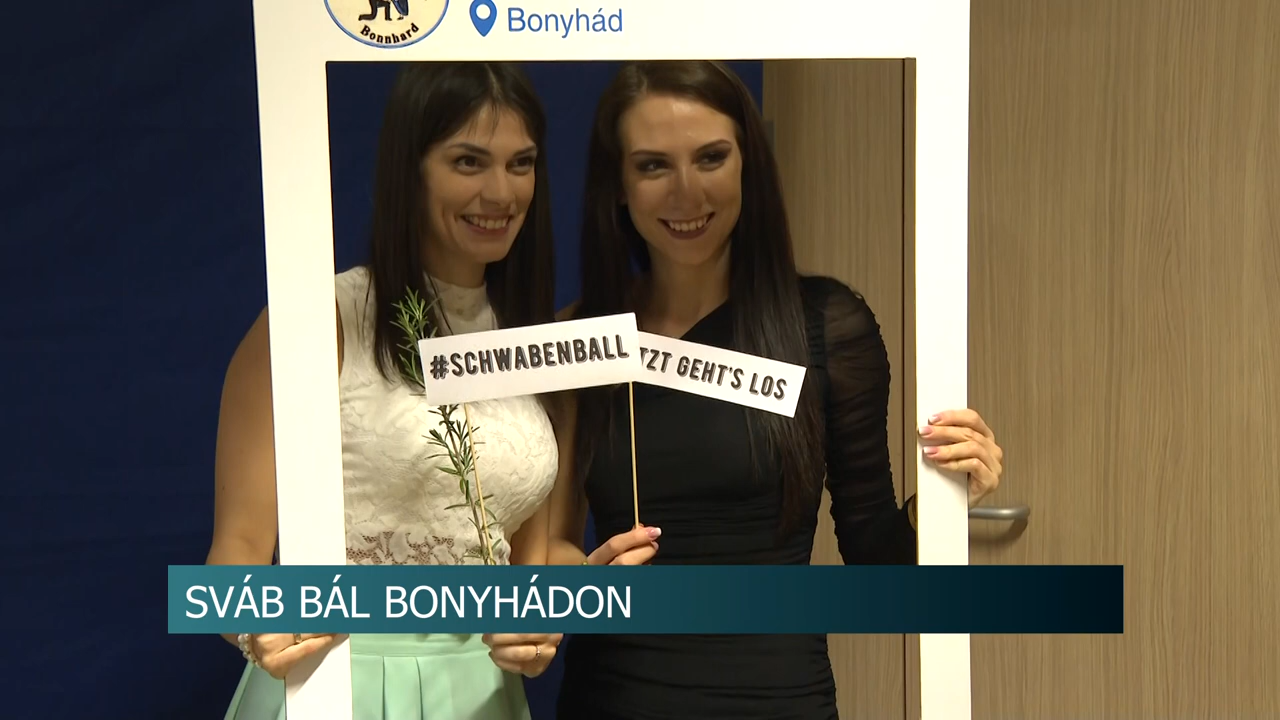 Bonnhard
Bonyhád
#SCHWABENBALL
TZT GEHT'S LOS
SVÁB BÁL BONYHÁDON